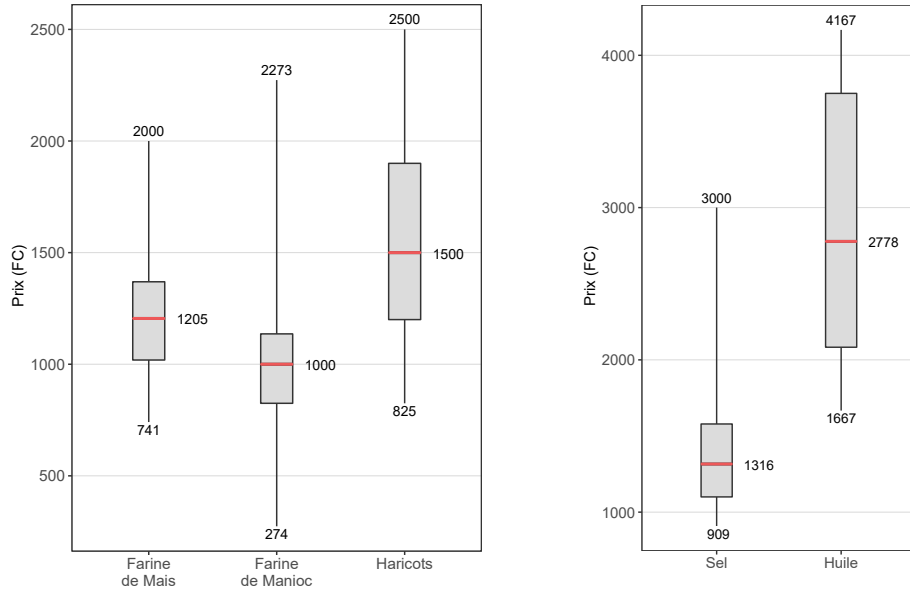 2500
2000
1500
1000
500
Prix (FC)
2000
1205
741
2273
1000
274
2500
1500
825
Farine
de Mais
Farine
de Manioc
Haricots
4000
3000
2000
1000
Prix (FC)
3000
1316
909
4167
2778
1667
Sel
Huile